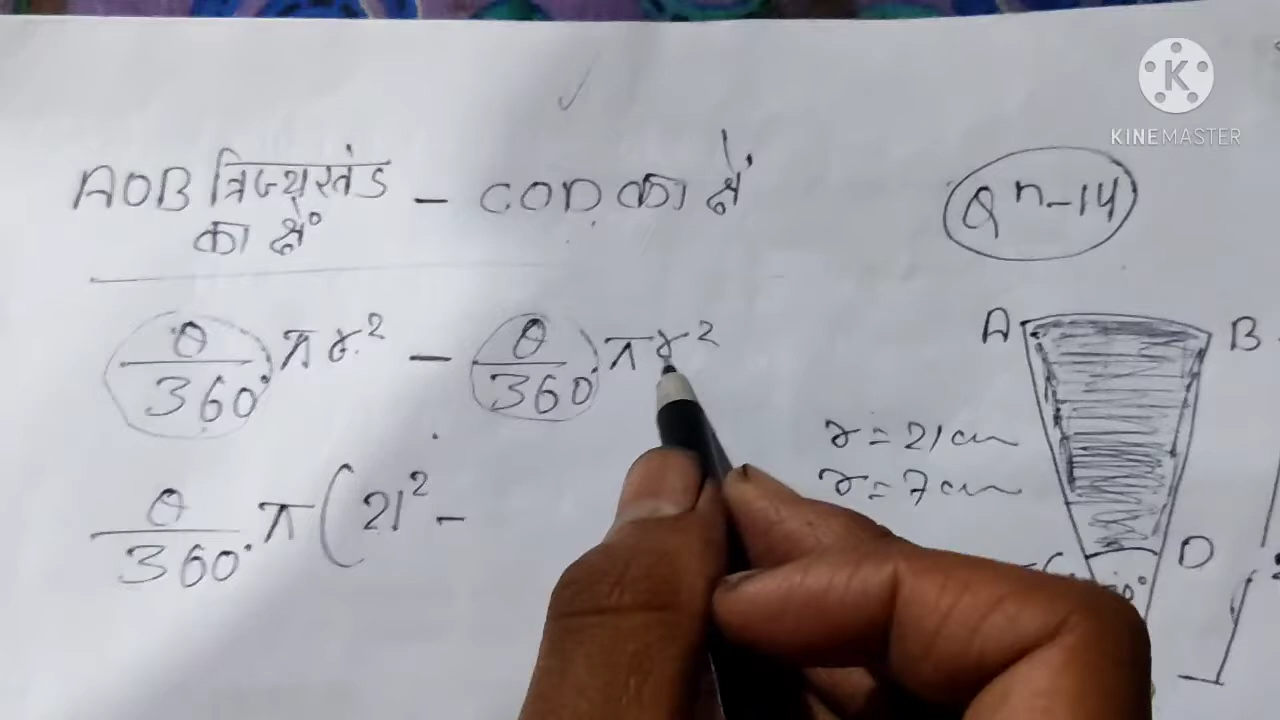 AOB त्रिज्यखंड - COD का क्षे॰
का क्षे॰
Qn-14
θ/360° πr² - θ/360° πr²
θ/360° π(21² -
r = 21 cm
r = 7 cm
A
B
D
KINEMASTER